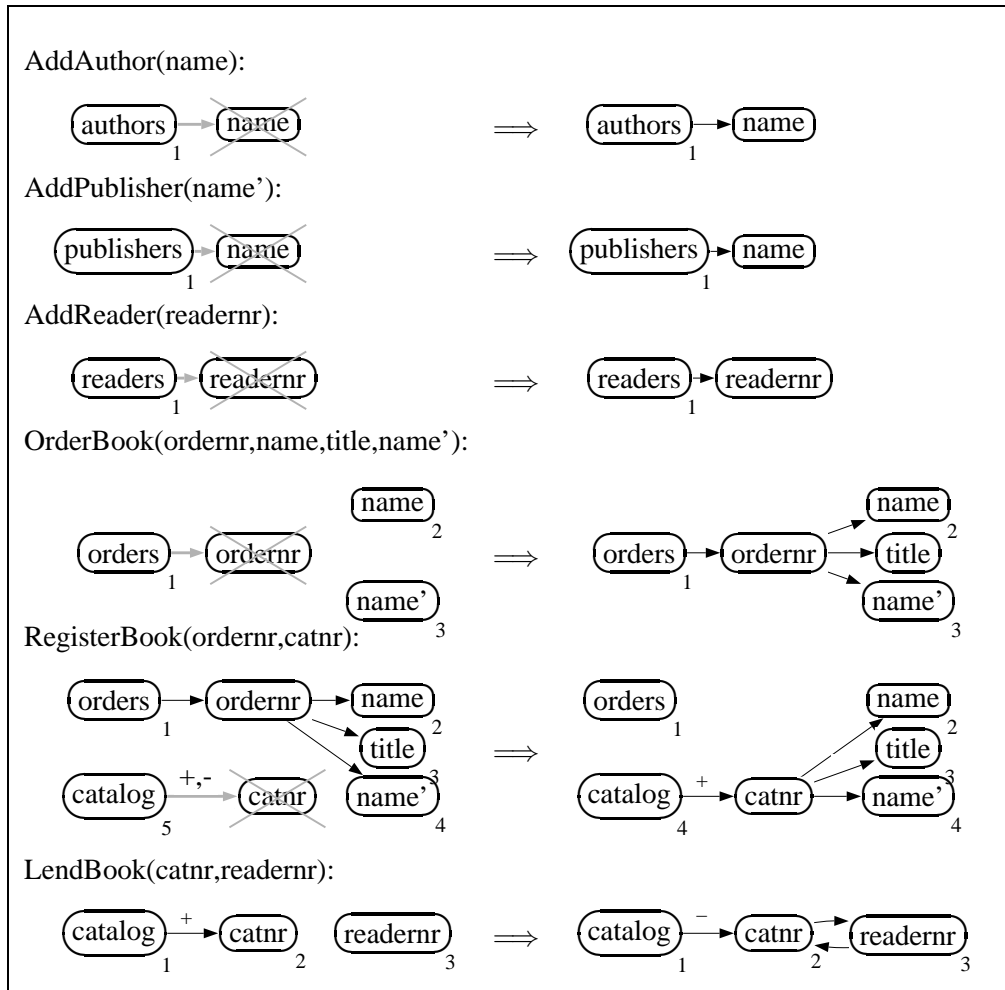 AddAuthor(name):
authors name ⟹ authors name
1 1
AddPublisher(name'):
publishers name ⟹ publishers name
1 1
AddReader(readernr):
readers readernr ⟹ readers readernr
1 1
OrderBook(ordernr,name,title,name'):
name name
2 2
orders ordernr ⟹ orders ordernr title
1 1
name' name'
3 3
RegisterBook(ordernr,catnr):
orders ordernr name orders name
1 2 1 2
title ⟹ title
3 3
+,- +
catalog catnr name' catalog catnr name'
5 4 4 4
LendBook(catnr,readernr):
+ −
catalog catnr readernr ⟹ catalog catnr readernr
1 2 3 1 2 3